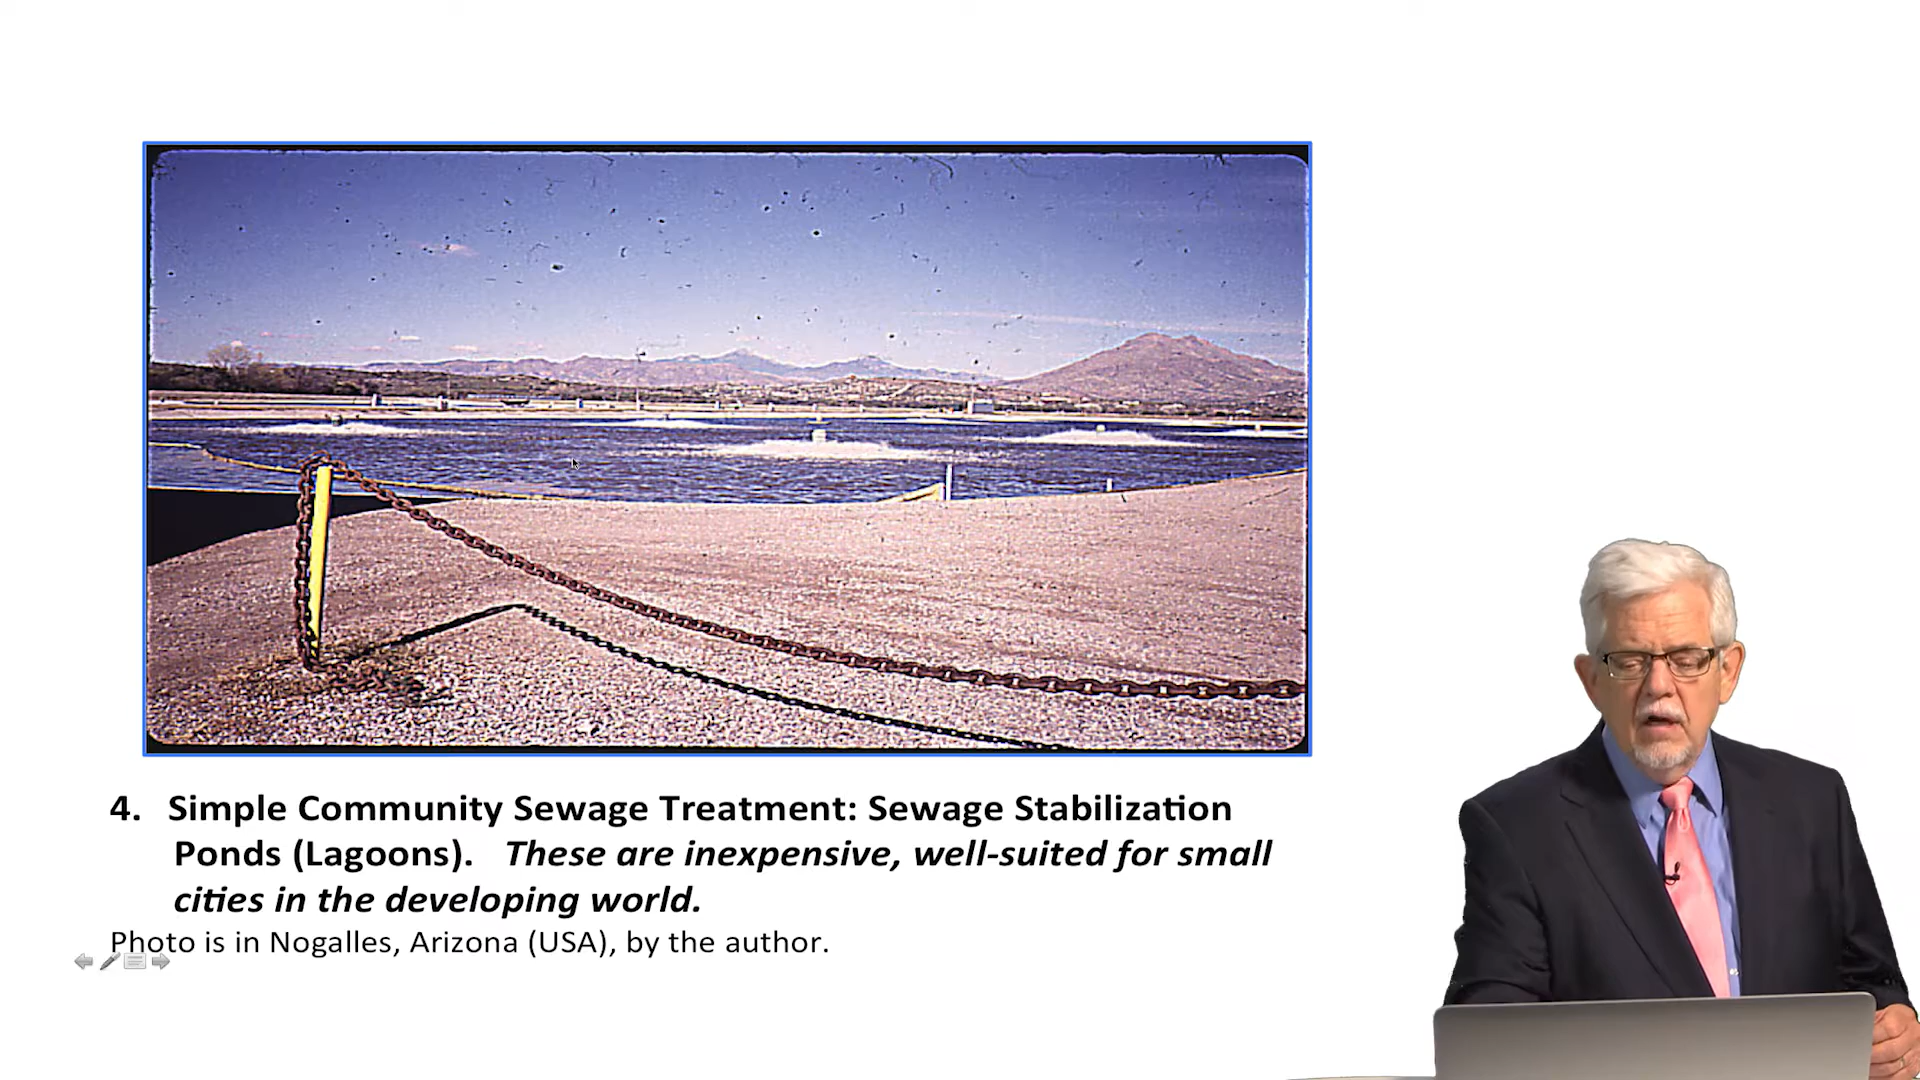 4. Simple Community Sewage Treatment: Sewage Stabilization
Ponds (Lagoons). These are inexpensive, well-suited for small
cities in the developing world.
Photo is in Nogalles, Arizona (USA), by the author.